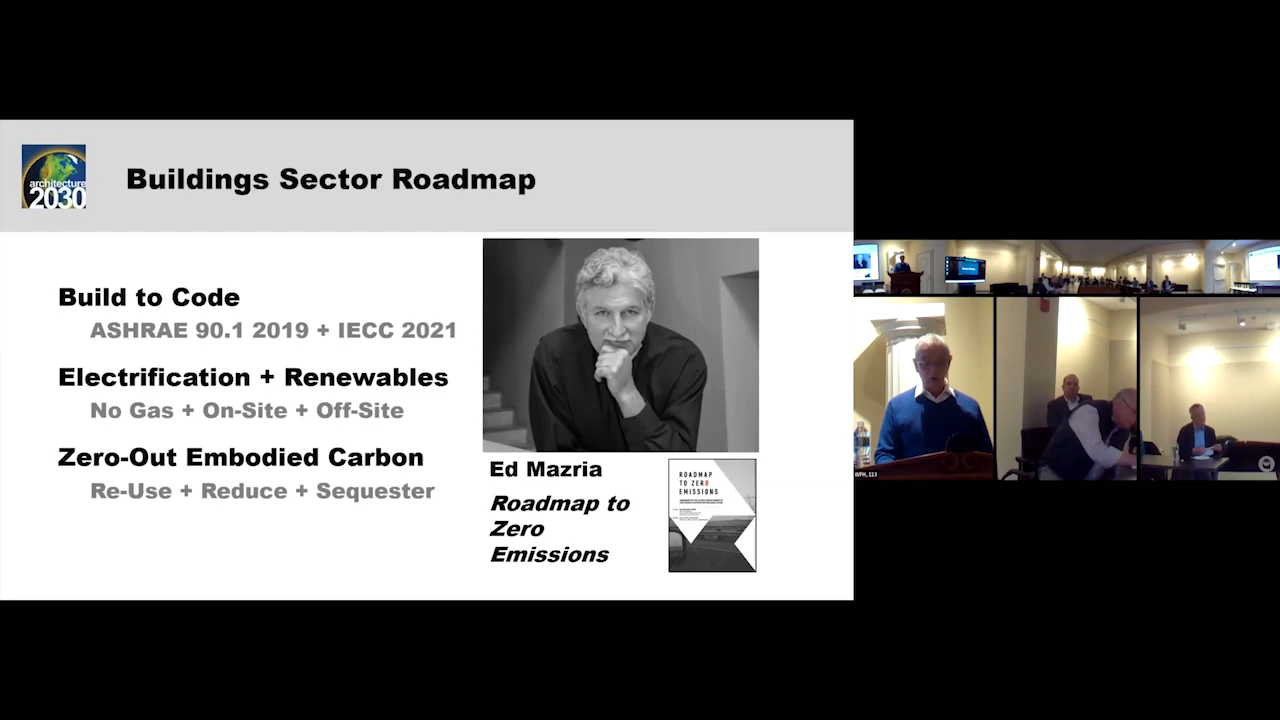 architecture
2030
Buildings Sector Roadmap
Build to Code
ASHRAE 90.1 2019 + IECC 2021
Electrification + Renewables
No Gas + On-Site + Off-Site
Zero-Out Embodied Carbon
Re-Use + Reduce + Sequester
Ed Mazria
Roadmap to
Zero
Emissions
ROADMAP
TO ZERO
EMISSIONS